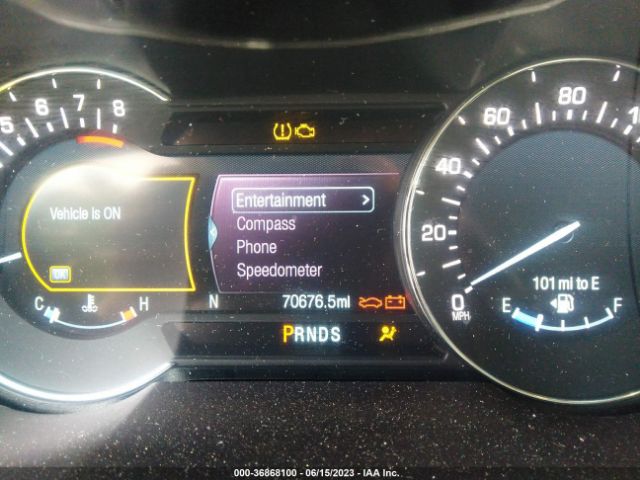 5 6 7 8
Vehicle is ON
OK
C H
Entertainment >
Compass
Phone
Speedometer
N 70676.5mi
PRNDS
0 20 40 60 80
MPH
101 mi to E
E F
000-36868100 - 06/15/2023 - IAA Inc.